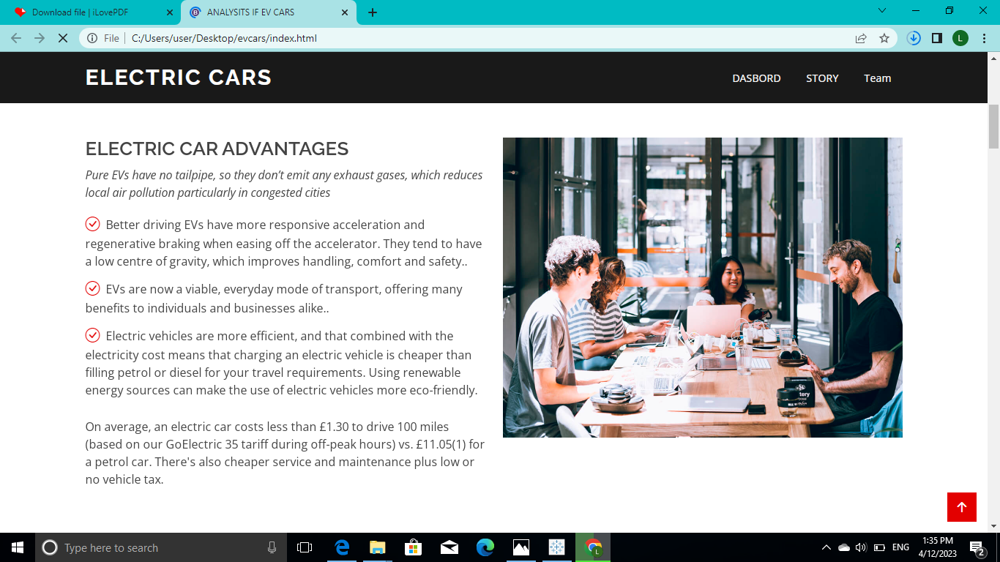 Download file | iLovePDF
ANALYSITS IF EV CARS
File
C:/Users/user/Desktop/evcars/index.html
L
ELECTRIC CARS
DASBORD
STORY
Team
ELECTRIC CAR ADVANTAGES
Pure EVs have no tailpipe, so they don’t emit any exhaust gases, which reduces
local air pollution particularly in congested cities
Better driving EVs have more responsive acceleration and
regenerative braking when easing off the accelerator. They tend to have
a low centre of gravity, which improves handling, comfort and safety..
EVs are now a viable, everyday mode of transport, offering many
benefits to individuals and businesses alike..
Electric vehicles are more efficient, and that combined with the
electricity cost means that charging an electric vehicle is cheaper than
filling petrol or diesel for your travel requirements. Using renewable
energy sources can make the use of electric vehicles more eco-friendly.
On average, an electric car costs less than £1.30 to drive 100 miles
(based on our GoElectric 35 tariff during off-peak hours) vs. £11.05(1) for
a petrol car. There's also cheaper service and maintenance plus low or
no vehicle tax.
tery
Type here to search
L
ENG
1:35 PM
4/12/2023
2